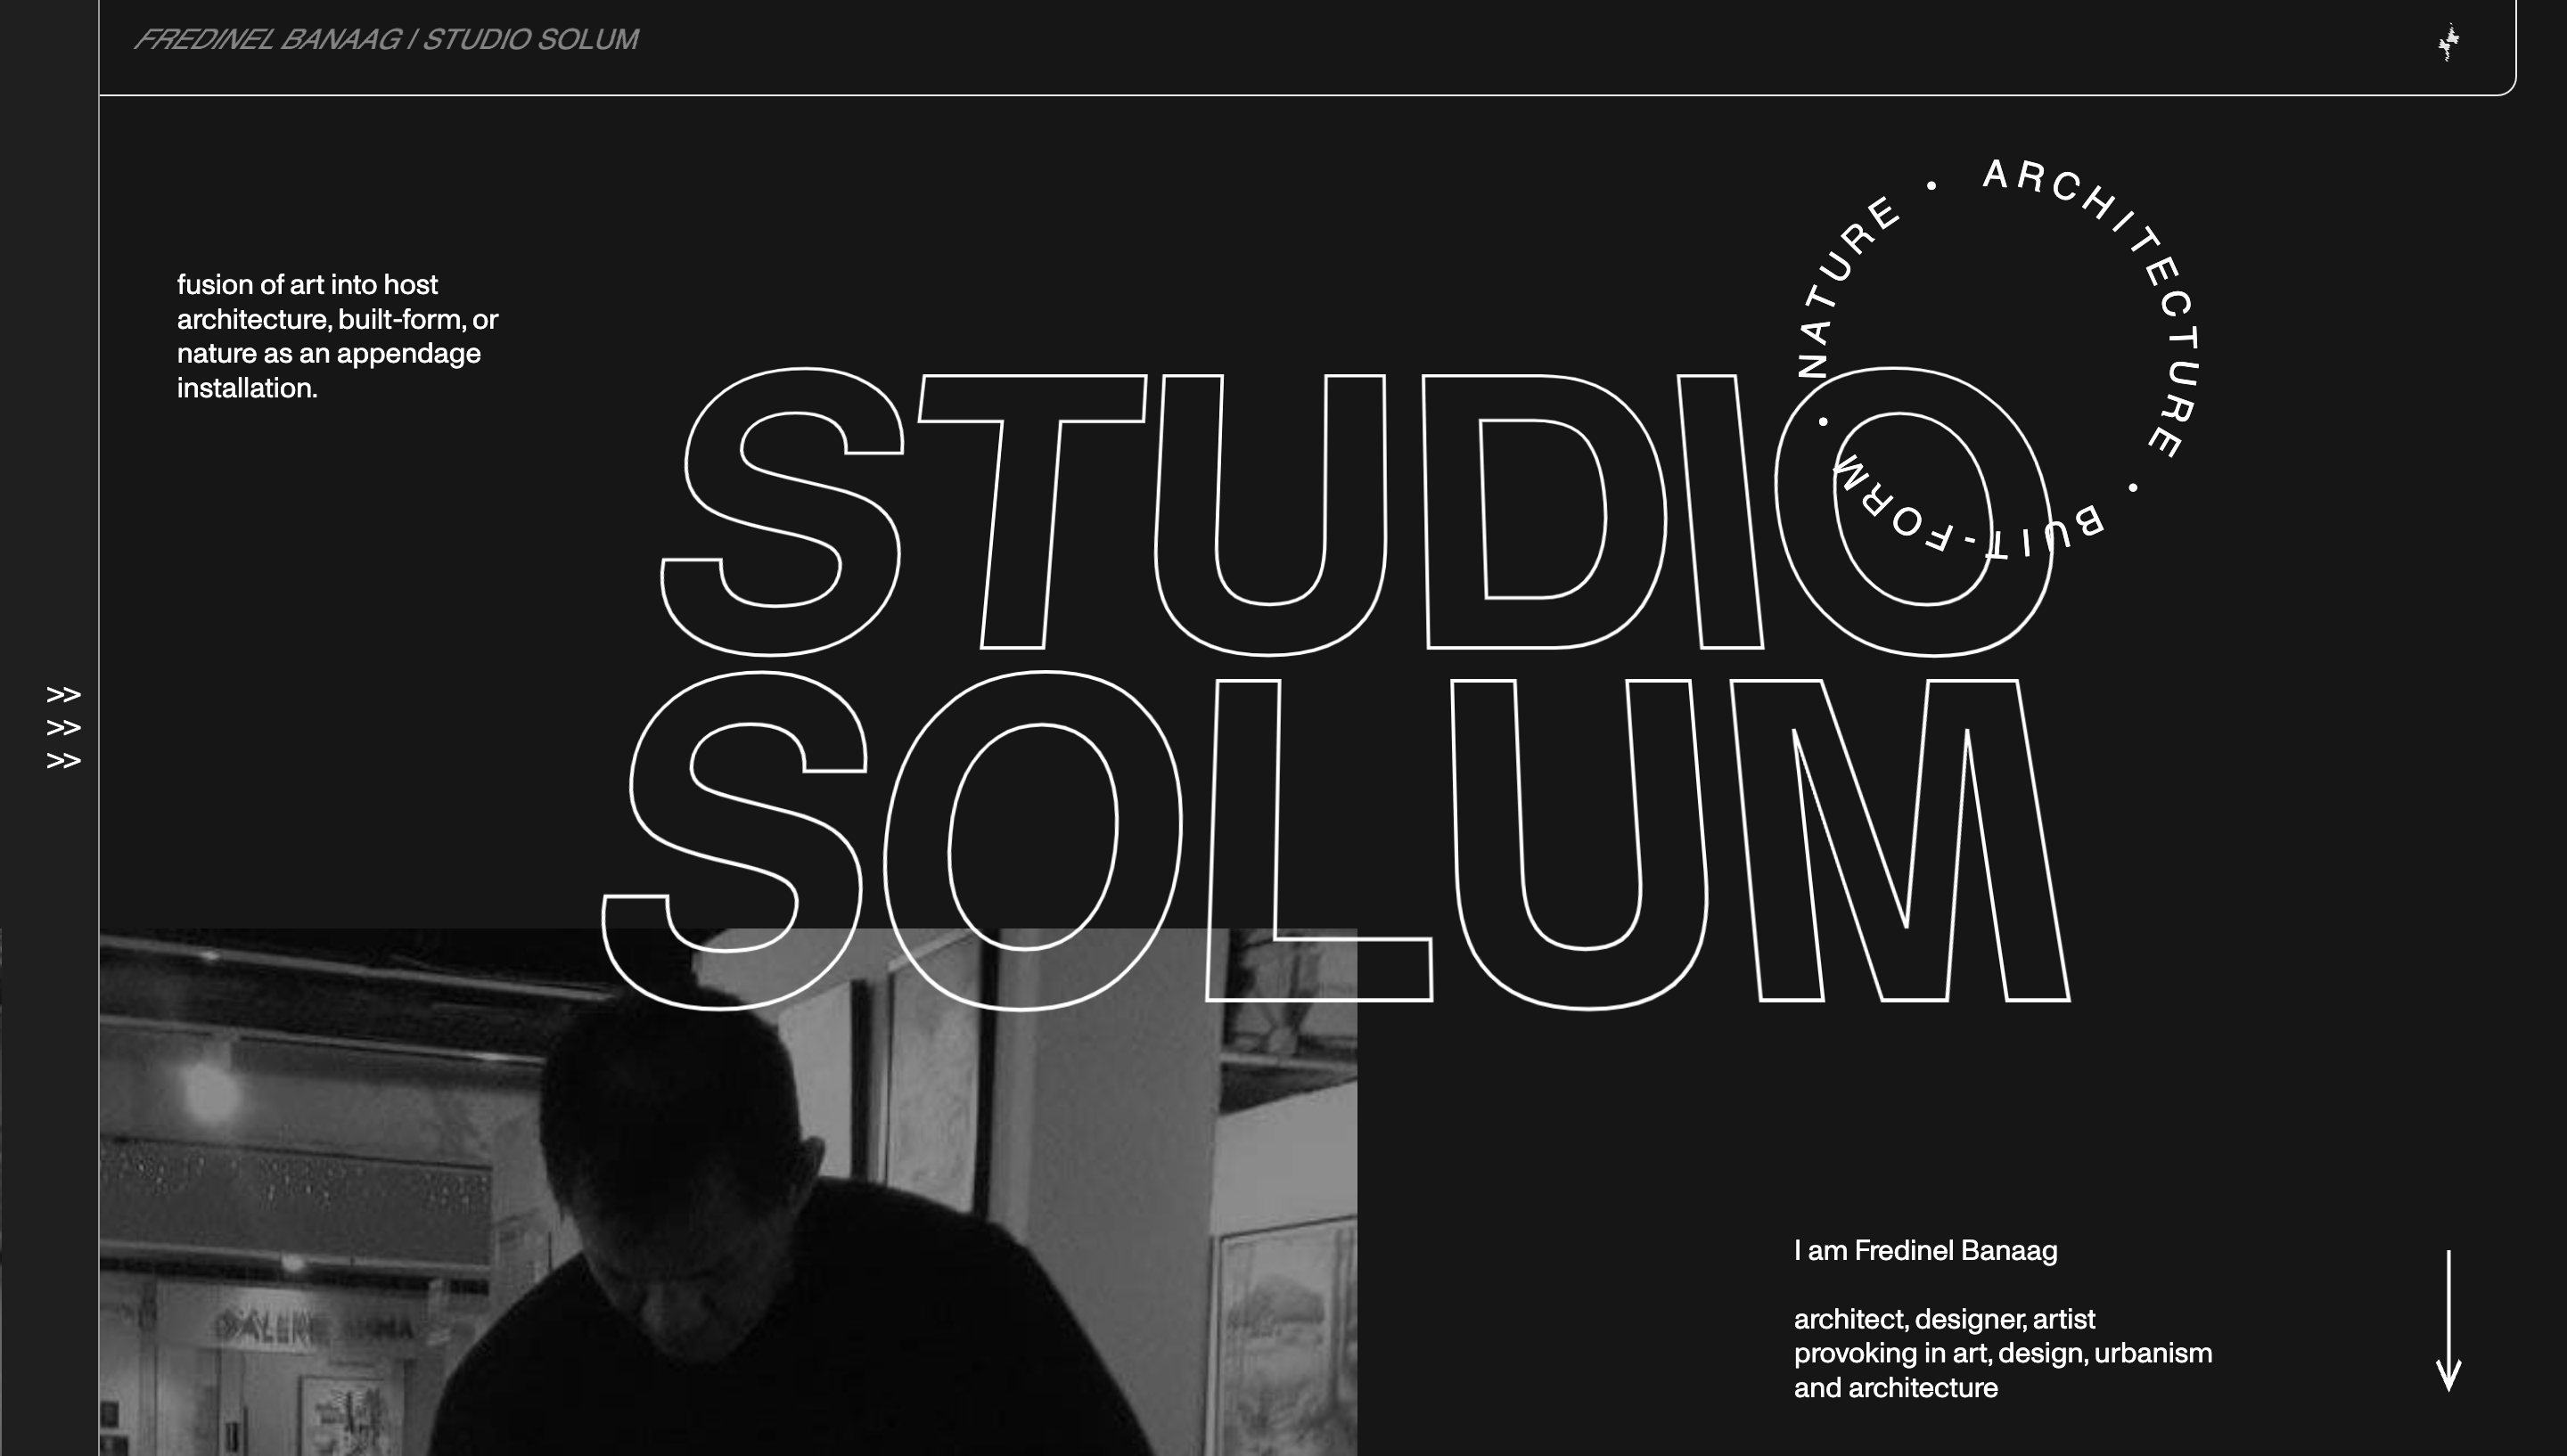 FREDINEL BANAAG | STUDIO SOLUM
ARCHITECTURE • BUIT-FORM • NATURE •
fusion of art into host
architecture, built-form, or
nature as an appendage
installation.
STUDIO
SOLUM
>>
>>
>>
I am Fredinel Banaag
architect, designer, artist
provoking in art, design, urbanism
and architecture